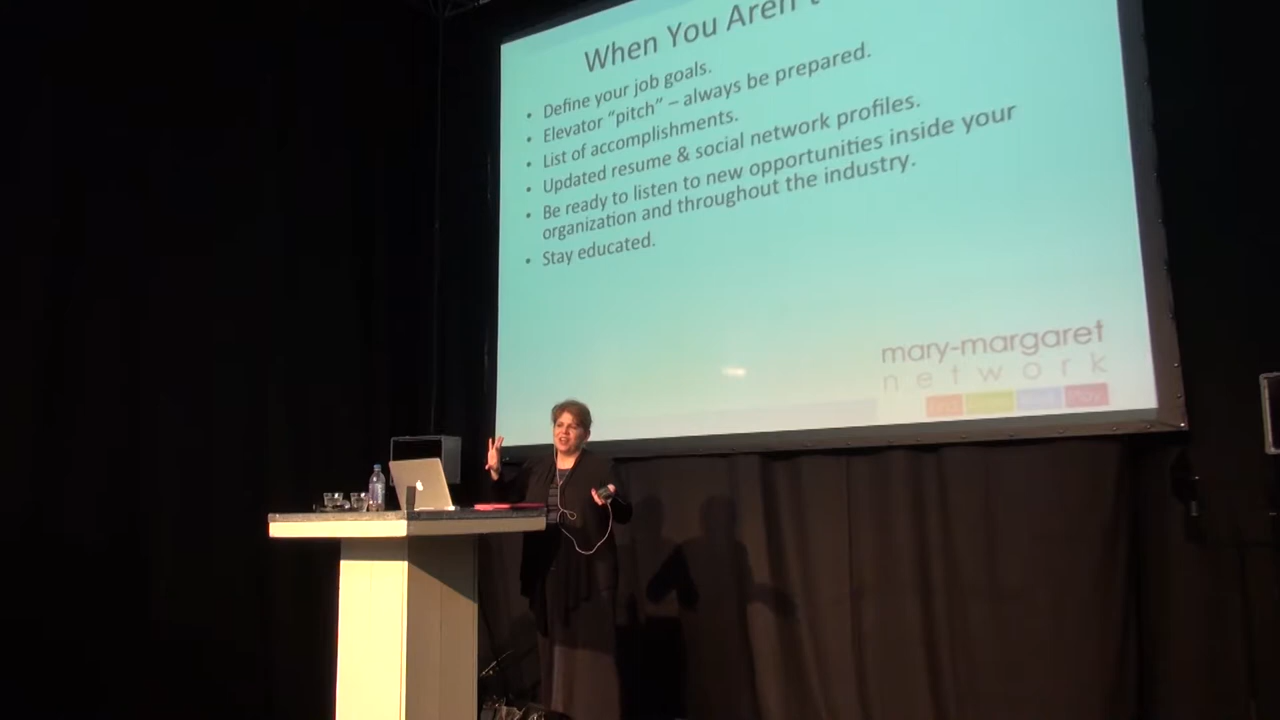 When You Aren't
• Define your job goals.
• Elevator “pitch” – always be prepared.
• List of accomplishments.
• Updated resume & social network profiles.
• Be ready to listen to new opportunities inside your
organization and throughout the industry.
• Stay educated.
mary-margaret
network
play